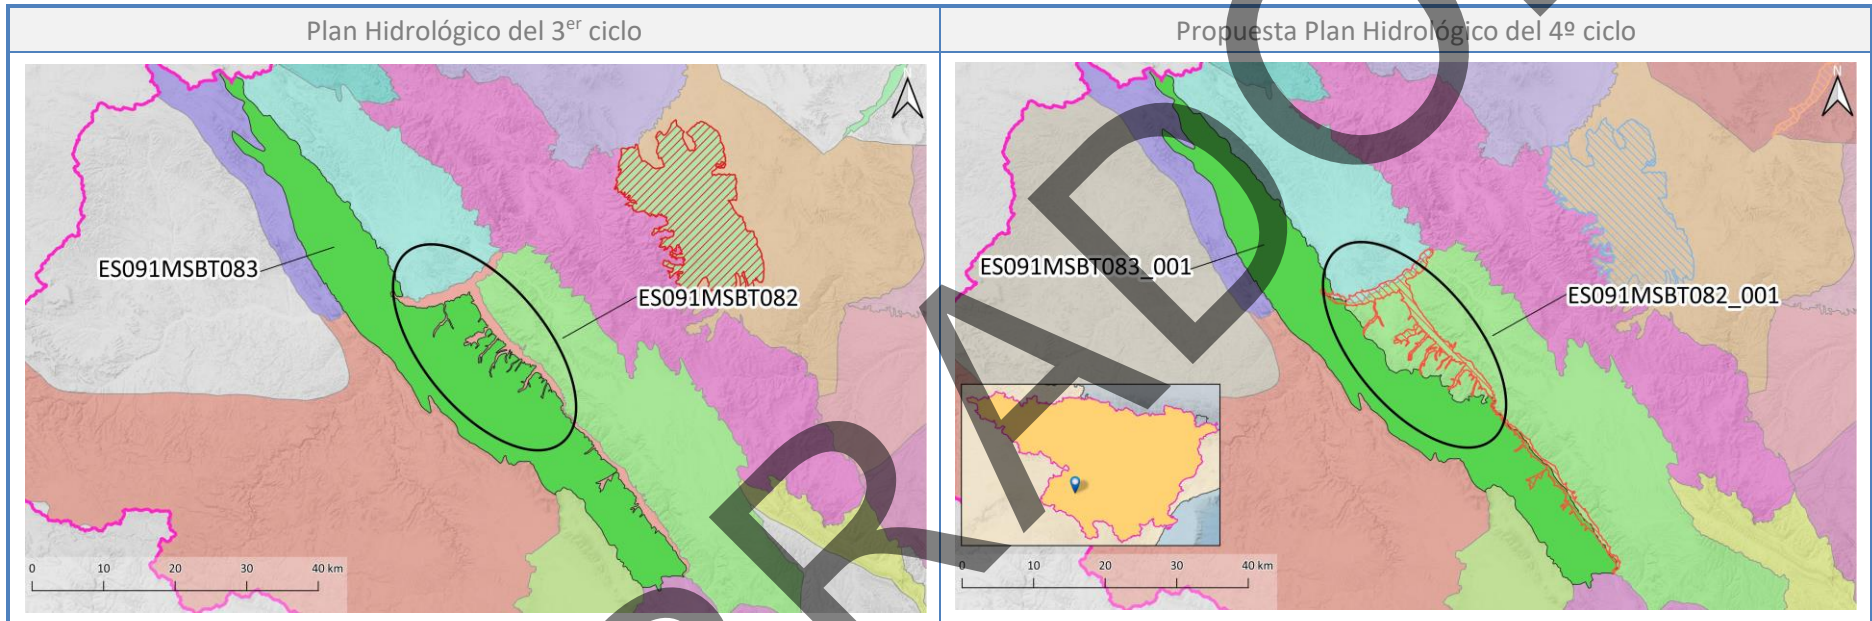 Plan Hidrológico del 3er ciclo
Propuesta Plan Hidrológico del 4º ciclo
ES091MSBT083
ES091MSBT082
0 10 20 30 40 km
N
ES091MSBT083_001
ES091MSBT082_001
0 10 20 30 40 km
RADO